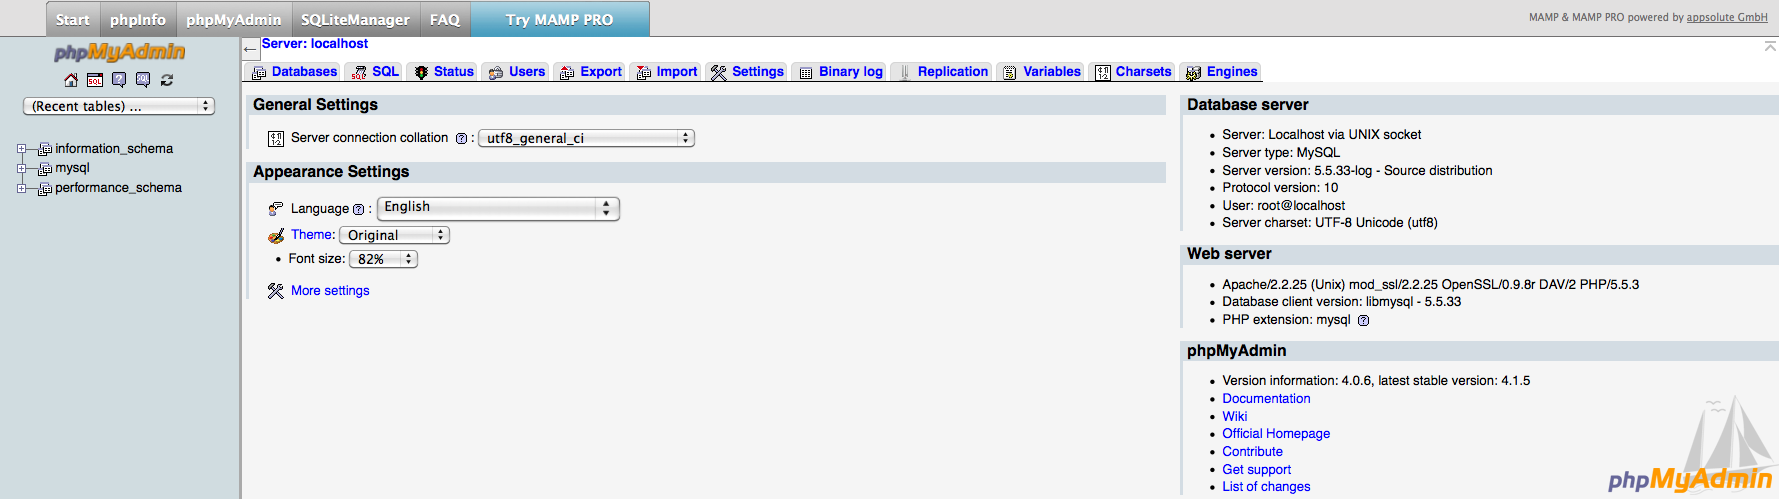 Start phpInfo phpMyAdmin SQLiteManager FAQ Try MAMP PRO
MAMP & MAMP PRO powered by appsolute GmbH
phpMyAdmin
SQL SQL
(Recent tables) ...
information_schema
mysql
performance_schema
Server: localhost
Databases SQL Status Users Export Import Settings Binary log Replication Variables Charsets Engines
General Settings
Server connection collation : utf8_general_ci
Appearance Settings
Language : English
Theme: Original
• Font size: 82%
More settings
Database server
• Server: Localhost via UNIX socket
• Server type: MySQL
• Server version: 5.5.33-log - Source distribution
• Protocol version: 10
• User: root@localhost
• Server charset: UTF-8 Unicode (utf8)
Web server
• Apache/2.2.25 (Unix) mod_ssl/2.2.25 OpenSSL/0.9.8r DAV/2 PHP/5.5.3
• Database client version: libmysql - 5.5.33
• PHP extension: mysql
phpMyAdmin
• Version information: 4.0.6, latest stable version: 4.1.5
• Documentation
• Wiki
• Official Homepage
• Contribute
• Get support
• List of changes
phpMyAdmin